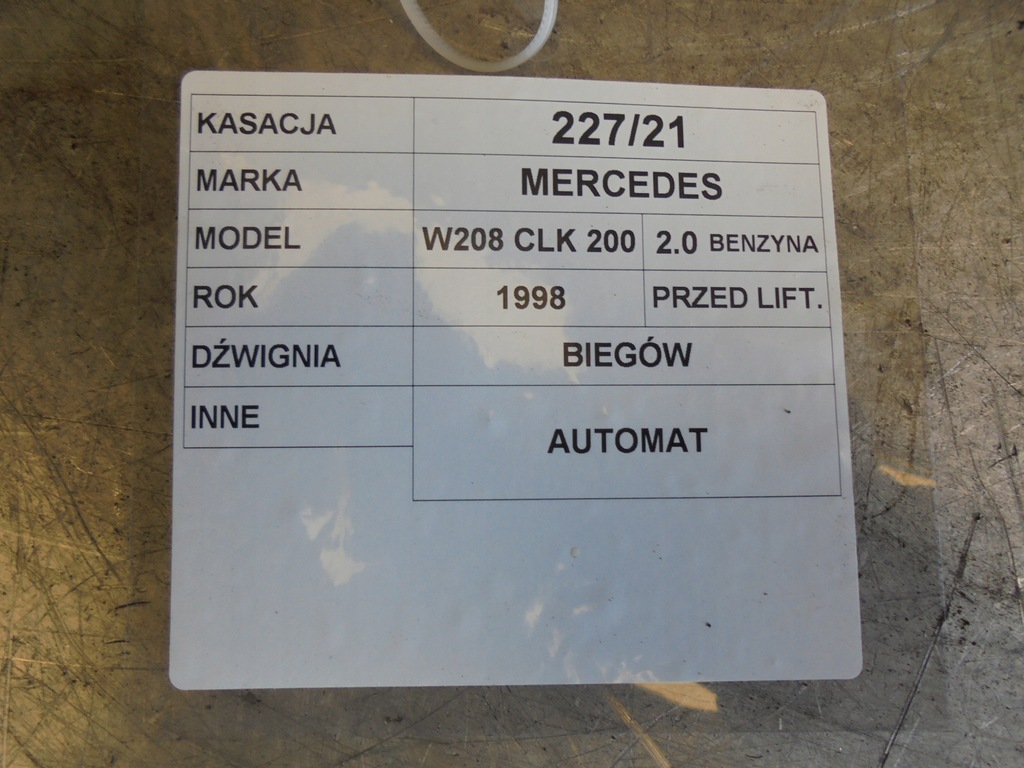 KASACJA 227/21
MARKA MERCEDES
MODEL W208 CLK 200 2.0 BENZYNA
ROK 1998 PRZED LIFT.
DŹWIGNIA BIEGÓW
INNE
AUTOMAT